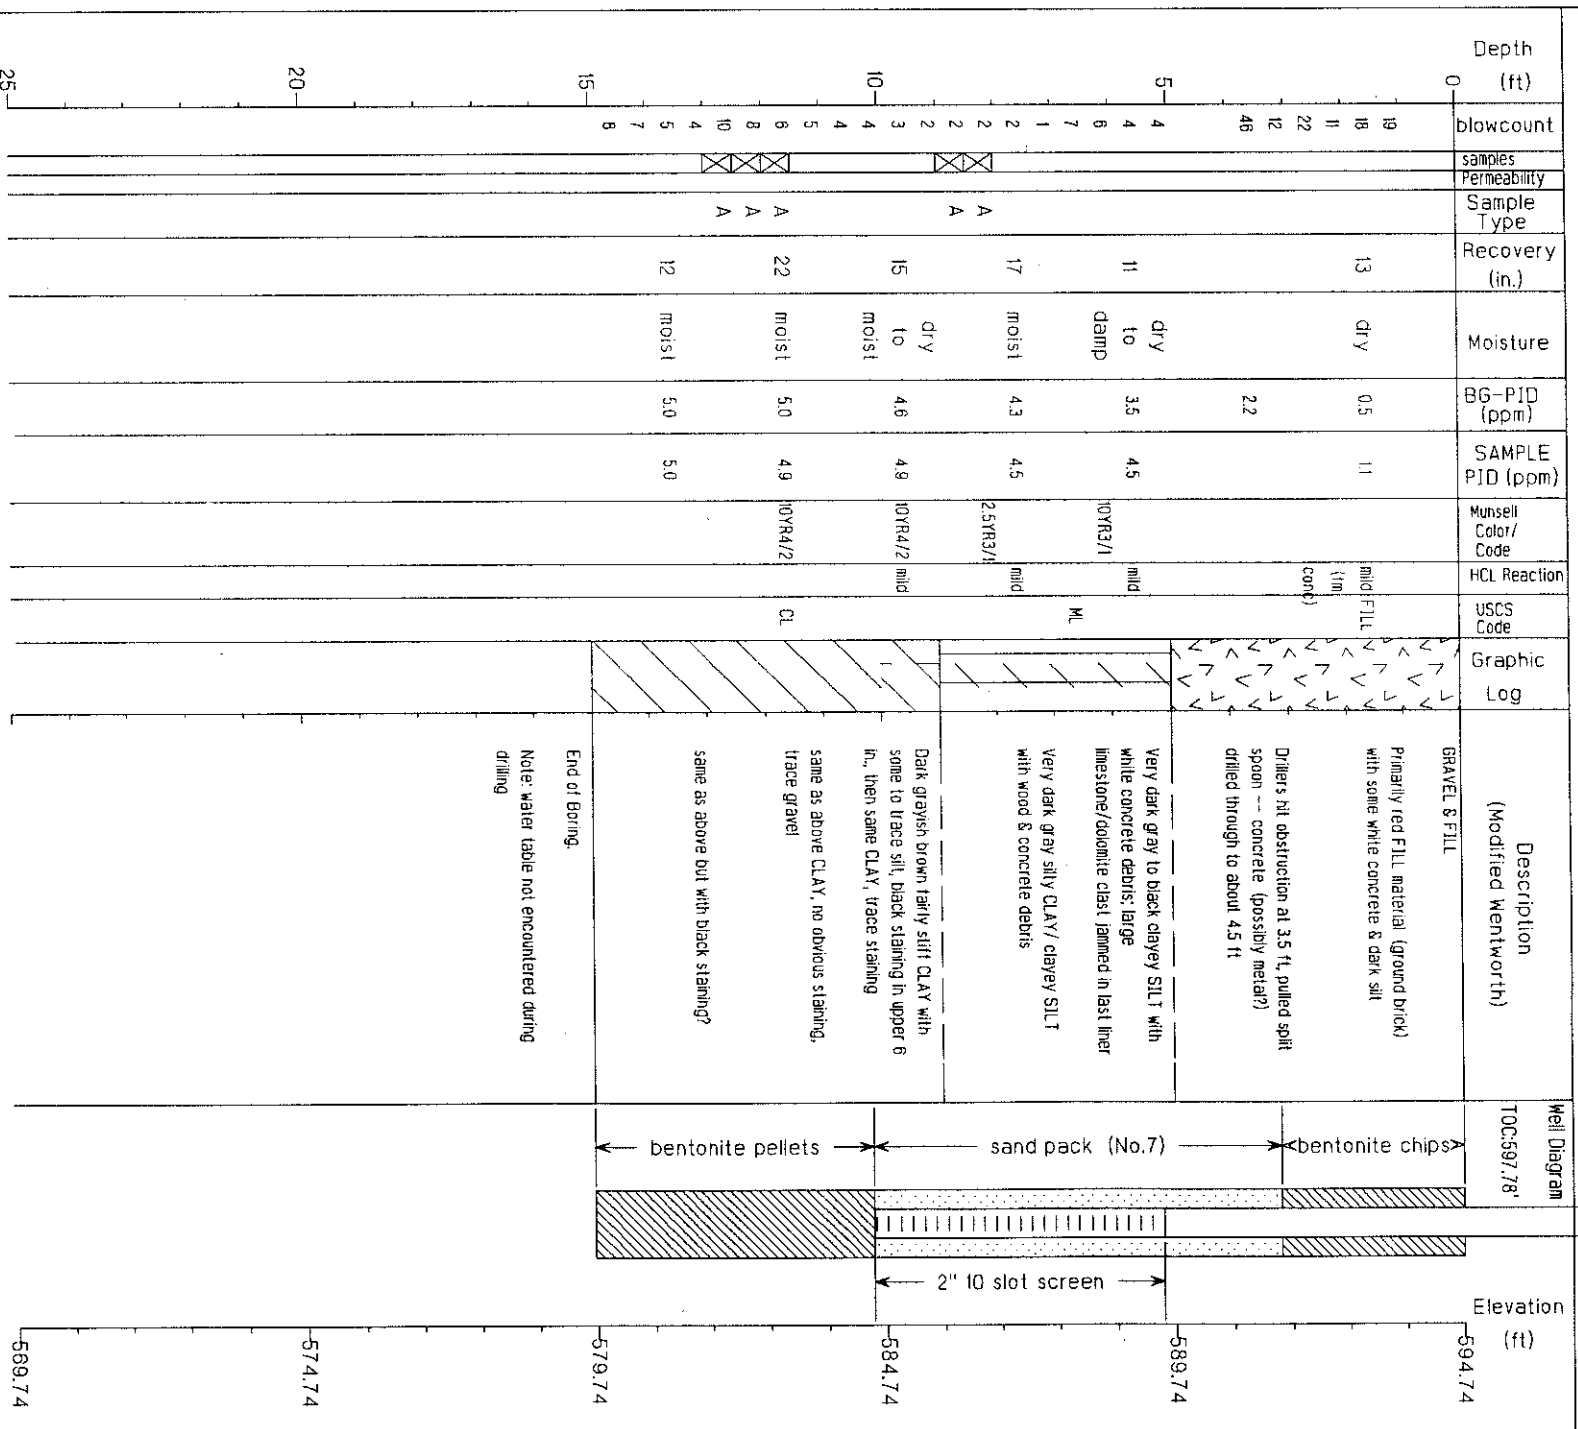 Depth
(ft)
0
5
10
15
20
25
blowcount
19
18
11
22
12
46
4
4
6
7
1
2
2
2
2
3
4
4
5
6
8
10
4
5
7
8
samples
Permeability
Sample
Type
A
A
A
A
A
Recovery
(in.)
13
11
17
15
22
12
Moisture
dry
dry
to
damp
moist
dry
to
moist
moist
moist
BG-PID
(ppm)
0.5
2.2
3.5
4.3
4.6
5.0
5.0
SAMPLE
PID (ppm)
1.1
4.5
4.5
4.9
4.9
5.0
Munsell
Color/
Code
10YR3/1
2.5YR3/1
10YR4/2
10YR4/2
HCL Reaction
mild
(fm
conc)
mild
mild
mild
USCS
Code
FILL
ML
CL
Graphic
Log
Description
(Modified Wentworth)
GRAVEL & FILL
Primarily red FILL material (ground brick)
with some white concrete & dark silt
Drillers hit obstruction at 3.5 ft, pulled split
spoon -- concrete (possibly metal?)
drilled through to about 4.5 ft
Very dark gray to black clayey SILT with
white concrete debris; large
limestone/dolomite clast jammed in last liner
Very dark gray silty CLAY/ clayey SILT
with wood & concrete debris
Dark grayish brown fairly stiff CLAY with
some to trace silt, black staining in upper 6
in., then same CLAY, trace staining
same as above CLAY, no obvious staining,
trace gravel
same as above but with black staining?
End of Boring.
Note: water table not encountered during
drilling
Well Diagram
TOC:597.78'
bentonite chips
sand pack (No.7)
bentonite pellets
2" 10 slot screen
Elevation
(ft)
594.74
589.74
584.74
579.74
574.74
569.74